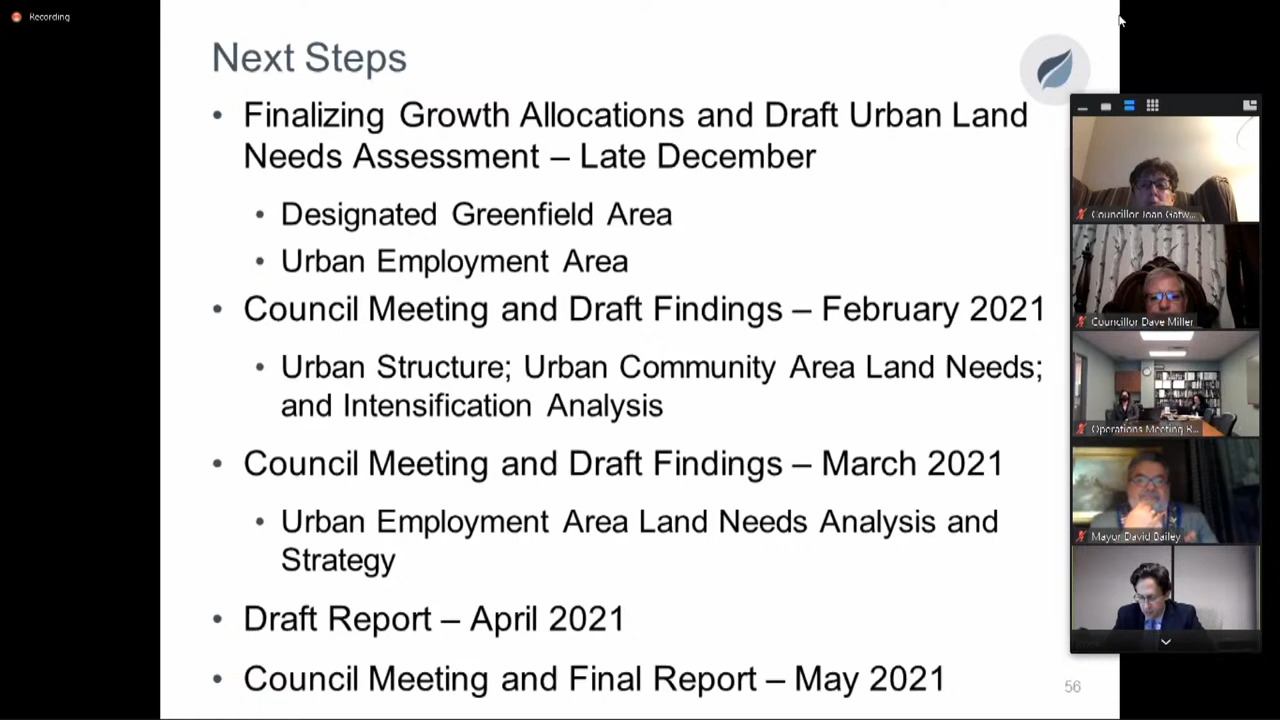 Recording
Next Steps
• Finalizing Growth Allocations and Draft Urban Land
Needs Assessment – Late December
• Designated Greenfield Area
• Urban Employment Area
• Council Meeting and Draft Findings – February 2021
• Urban Structure; Urban Community Area Land Needs;
and Intensification Analysis
• Council Meeting and Draft Findings – March 2021
• Urban Employment Area Land Needs Analysis and
Strategy
• Draft Report – April 2021
• Council Meeting and Final Report – May 2021
56
Councillor Joan Gatw...
Councillor Dave Miller
Operations Meeting R...
Mayor David Bailey